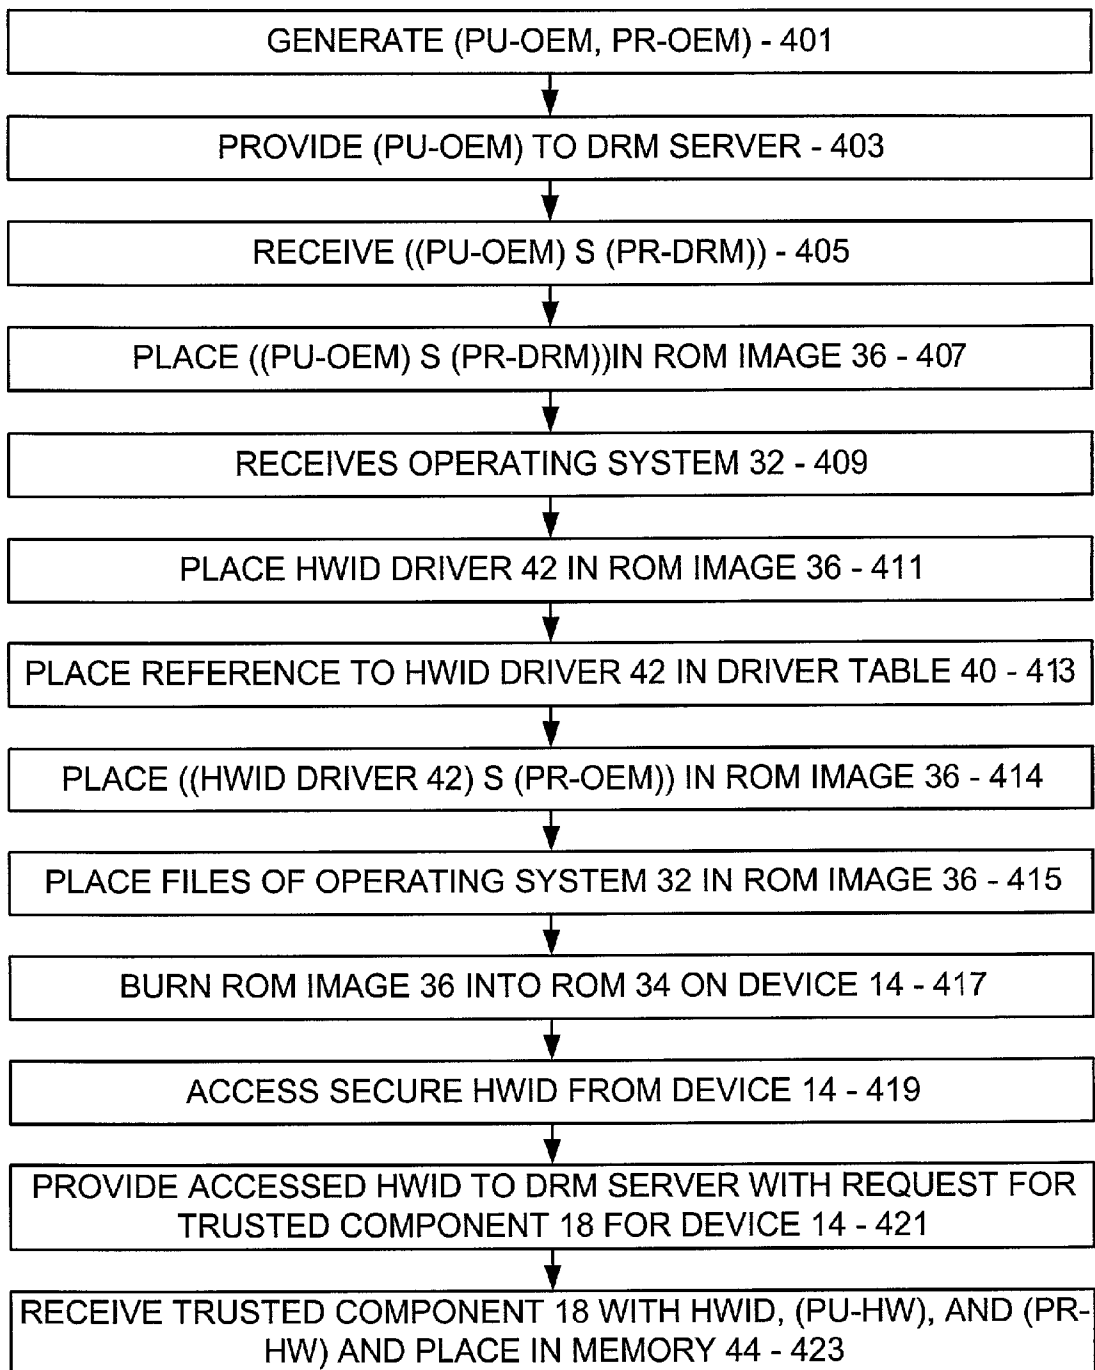 GENERATE (PU-OEM, PR-OEM) - 401
PROVIDE (PU-OEM) TO DRM SERVER - 403
RECEIVE ((PU-OEM) S (PR-DRM)) - 405
PLACE ((PU-OEM) S (PR-DRM))IN ROM IMAGE 36 - 407
RECEIVES OPERATING SYSTEM 32 - 409
PLACE HWID DRIVER 42 IN ROM IMAGE 36 - 411
PLACE REFERENCE TO HWID DRIVER 42 IN DRIVER TABLE 40 - 413
PLACE ((HWID DRIVER 42) S (PR-OEM)) IN ROM IMAGE 36 - 414
PLACE FILES OF OPERATING SYSTEM 32 IN ROM IMAGE 36 - 415
BURN ROM IMAGE 36 INTO ROM 34 ON DEVICE 14 - 417
ACCESS SECURE HWID FROM DEVICE 14 - 419
PROVIDE ACCESSED HWID TO DRM SERVER WITH REQUEST FOR
TRUSTED COMPONENT 18 FOR DEVICE 14 - 421
RECEIVE TRUSTED COMPONENT 18 WITH HWID, (PU-HW), AND (PR-
HW) AND PLACE IN MEMORY 44 - 423